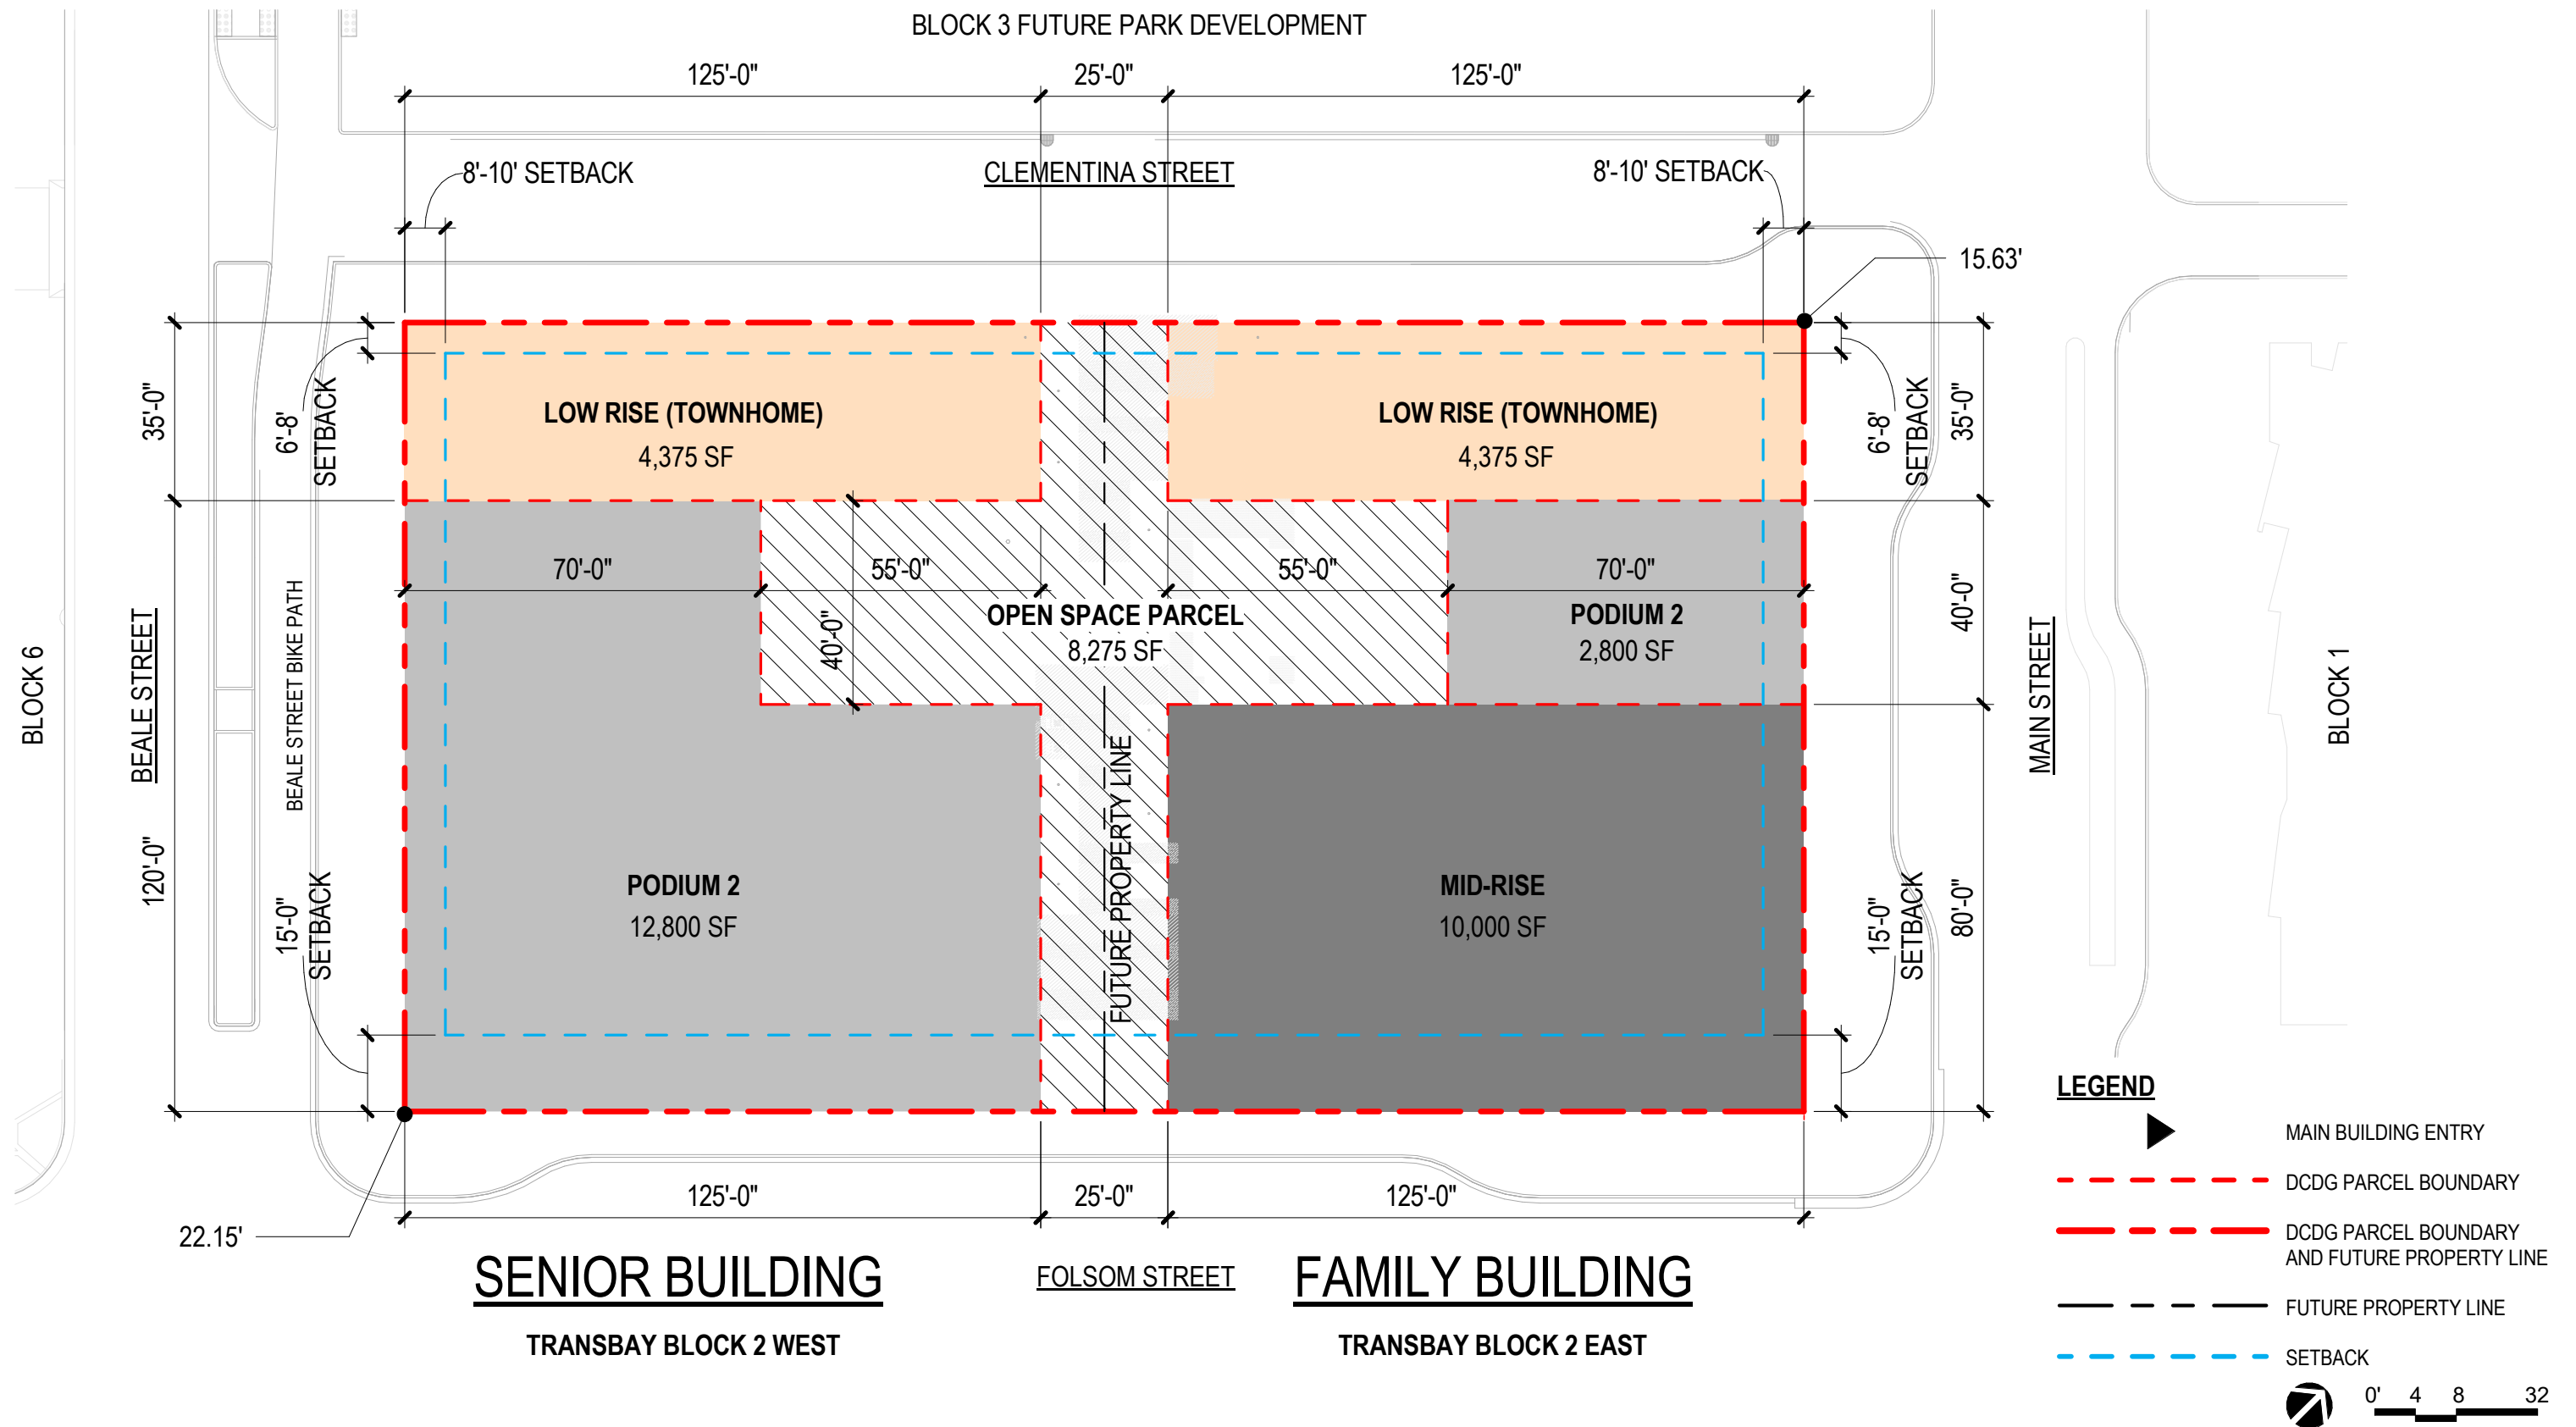 BLOCK 3 FUTURE PARK DEVELOPMENT
125'-0"
25'-0"
125'-0"
8'-10' SETBACK
CLEMENTINA STREET
8'-10' SETBACK
15.63'
35'-0"
6'-8'
SETBACK
LOW RISE (TOWNHOME)
4,375 SF
LOW RISE (TOWNHOME)
4,375 SF
6'-8'
SETBACK
35'-0"
70'-0"
55'-0"
40'-0"
55'-0"
70'-0"
OPEN SPACE PARCEL
8,275 SF
PODIUM 2
2,800 SF
40'-0"
BLOCK 6
BEALE STREET
BEALE STREET BIKE PATH
MAIN STREET
BLOCK 1
120'-0"
15'-0"
SETBACK
PODIUM 2
12,800 SF
FUTURE PROPERTY LINE
MID-RISE
10,000 SF
15'-0"
SETBACK
80'-0"
125'-0"
25'-0"
125'-0"
22.15'
SENIOR BUILDING
FOLSOM STREET
FAMILY BUILDING
TRANSBAY BLOCK 2 WEST
TRANSBAY BLOCK 2 EAST
LEGEND
MAIN BUILDING ENTRY
DCDG PARCEL BOUNDARY
DCDG PARCEL BOUNDARY
AND FUTURE PROPERTY LINE
FUTURE PROPERTY LINE
SETBACK
0' 4 8 32